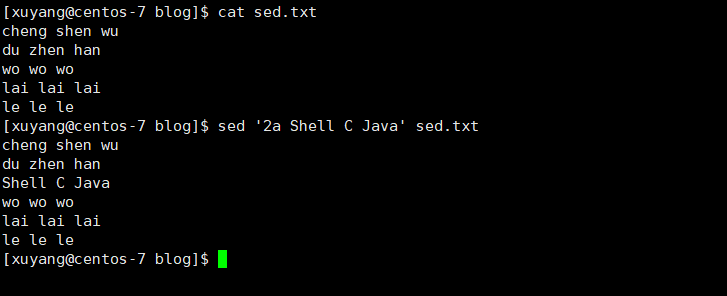 [xuyang@centos-7 blog]$ cat sed.txt
cheng shen wu
du zhen han
wo wo wo
lai lai lai
le le le
[xuyang@centos-7 blog]$ sed '2a Shell C Java' sed.txt
cheng shen wu
du zhen han
Shell C Java
wo wo wo
lai lai lai
le le le
[xuyang@centos-7 blog]$